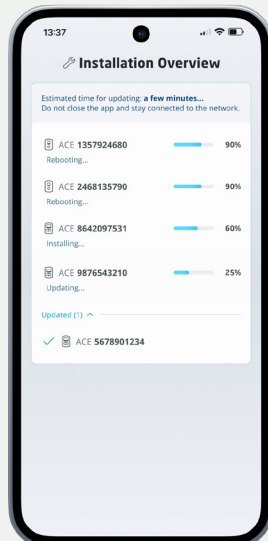 13:37
Installation Overview
Estimated time for updating: a few minutes...
Do not close the app and stay connected to the network.
ACE 1357924680 90%
Rebooting...
ACE 2468135790 90%
Rebooting...
ACE 8642097531 60%
Installing...
ACE 9876543210 25%
Updating...
Updated (1)
ACE 5678901234